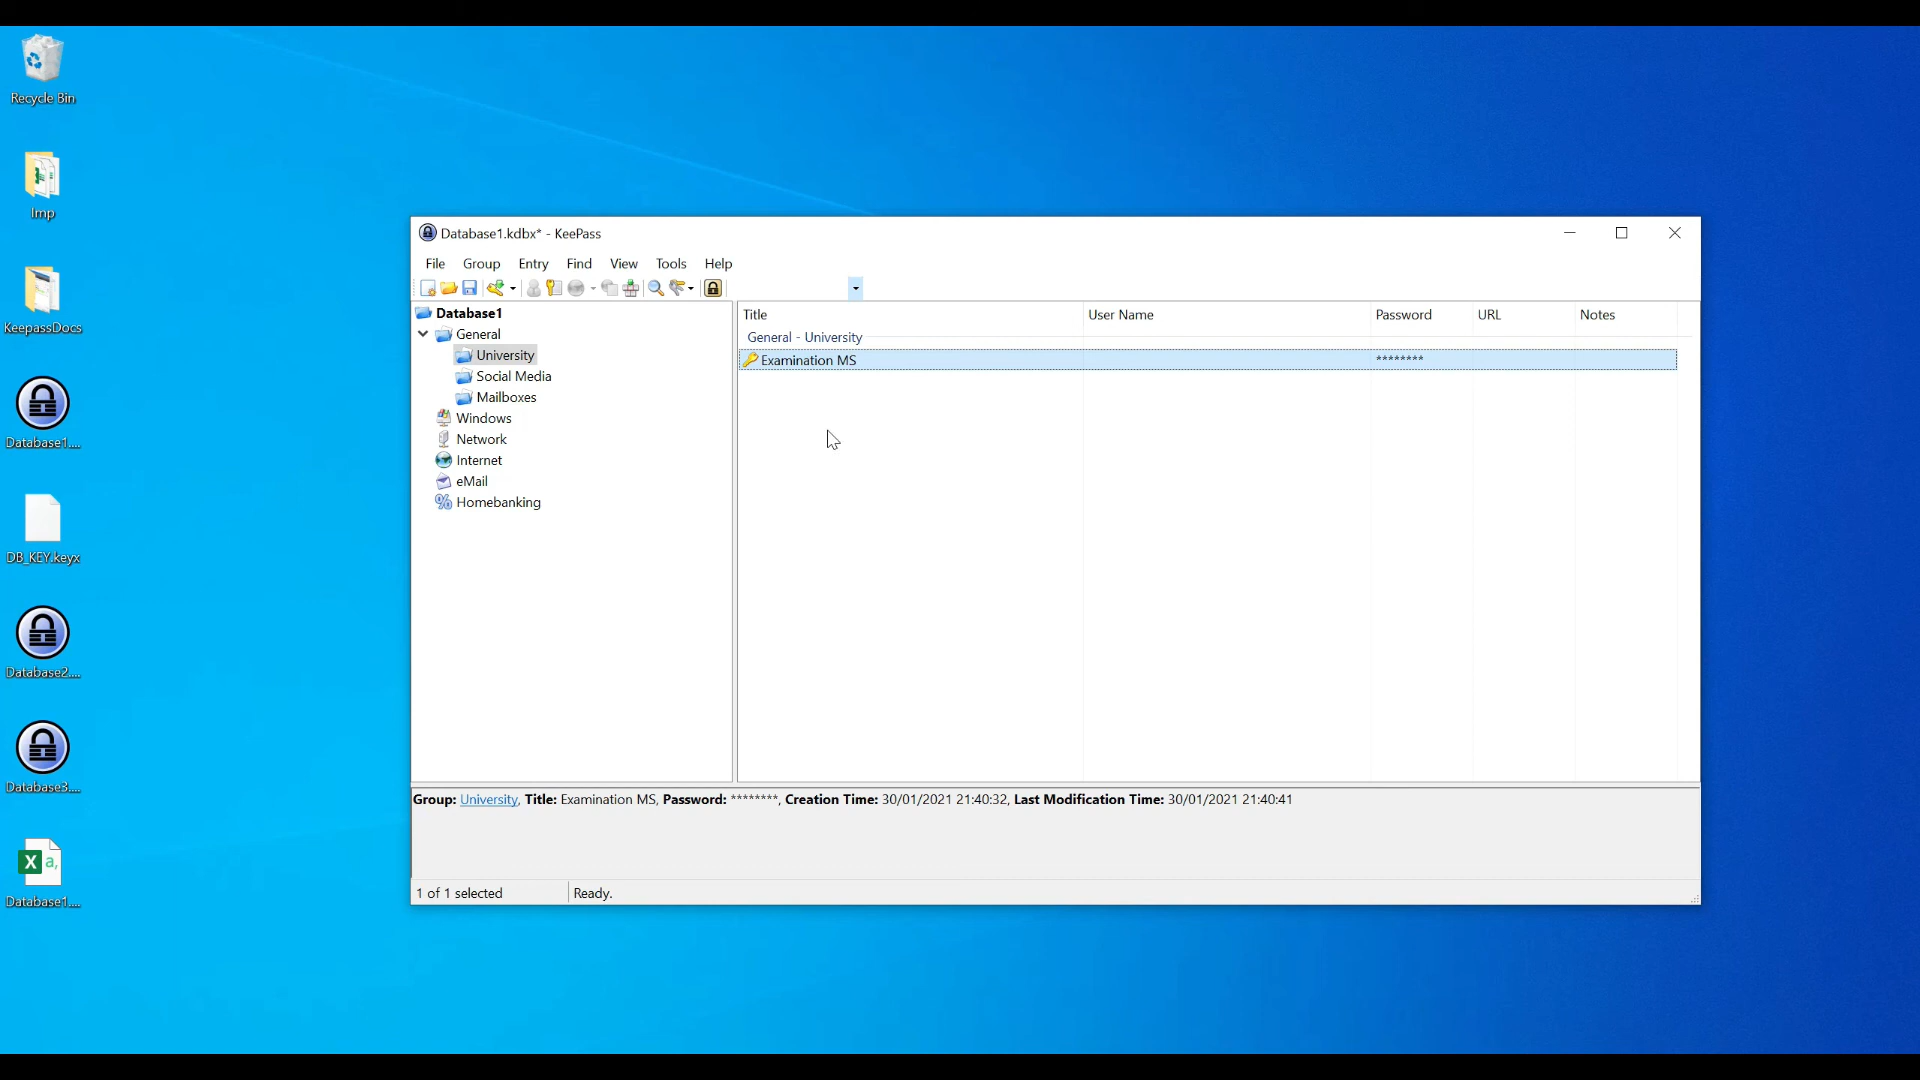 Recycle Bin
Imp
KeepassDocs
Database1....
DB_KEY.keyx
Database2....
Database3....
Database1....
Database1.kdbx* - KeePass
File Group Entry Find View Tools Help
Database1
General
University
Social Media
Mailboxes
Windows
Network
Internet
eMail
Homebanking
Title User Name Password URL Notes
General - University
Examination MS ********
Group: University, Title: Examination MS, Password: ********, Creation Time: 30/01/2021 21:40:32, Last Modification Time: 30/01/2021 21:40:41
1 of 1 selected Ready.